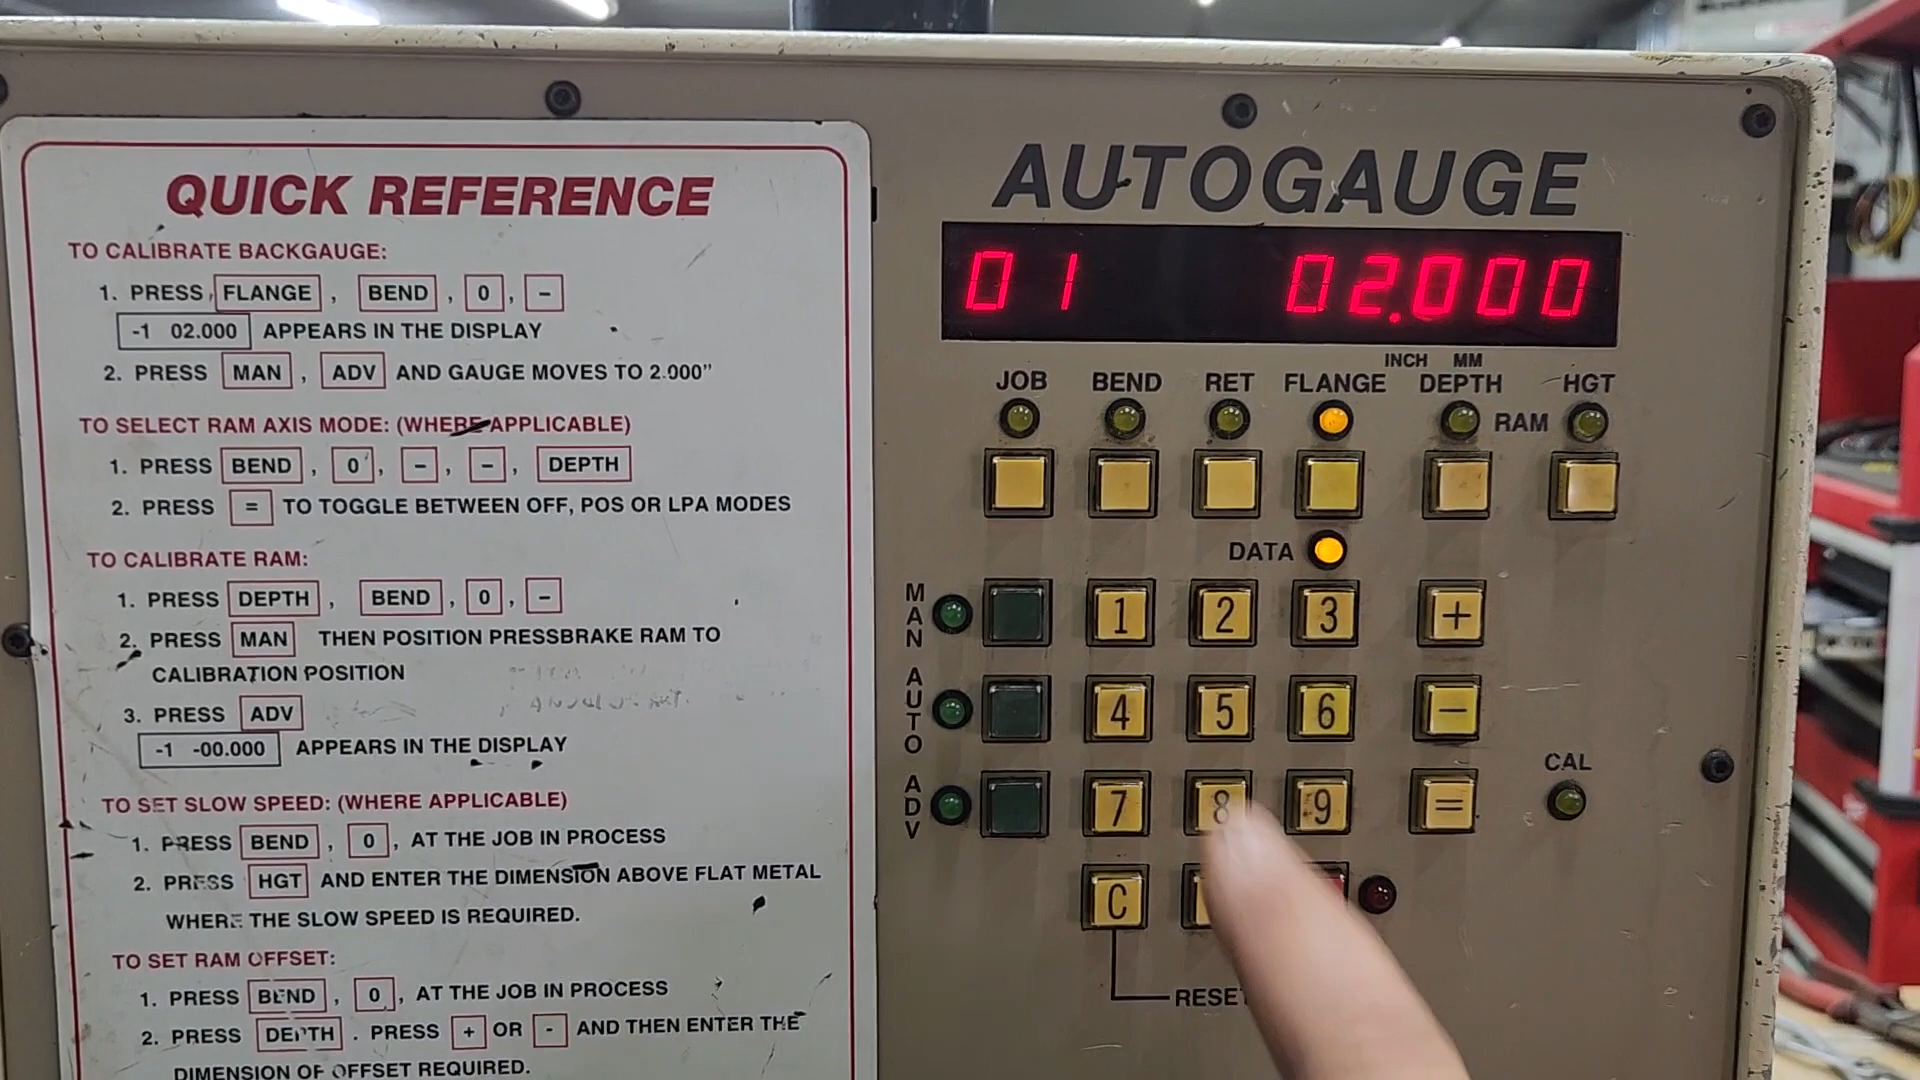 QUICK REFERENCE
TO CALIBRATE BACKGAUGE:
1. PRESS, FLANGE , BEND , 0 , -
-1 02.000 APPEARS IN THE DISPLAY
2. PRESS MAN , ADV AND GAUGE MOVES TO 2.000"
TO SELECT RAM AXIS MODE: (WHERE APPLICABLE)
1. PRESS BEND , 0 , - , - , DEPTH
2. PRESS = TO TOGGLE BETWEEN OFF, POS OR LPA MODES
TO CALIBRATE RAM:
1. PRESS DEPTH , BEND , 0 , -
2. PRESS MAN THEN POSITION PRESSBRAKE RAM TO
CALIBRATION POSITION
3. PRESS ADV
-1 -00.000 APPEARS IN THE DISPLAY
TO SET SLOW SPEED: (WHERE APPLICABLE)
1. PRESS BEND , 0 , AT THE JOB IN PROCESS
2. PRESS HGT AND ENTER THE DIMENSION ABOVE FLAT METAL
WHERE THE SLOW SPEED IS REQUIRED.
TO SET RAM OFFSET:
1. PRESS BEND , 0 , AT THE JOB IN PROCESS
2. PRESS DEPTH . PRESS + OR - AND THEN ENTER THE
DIMENSION OF OFFSET REQUIRED.
AUTOGAUGE
01 02.000
INCH MM
JOB BEND RET FLANGE DEPTH HGT
RAM
DATA
MAN 1 2 3 +
AUTO 4 5 6 -
ADV 7 8 9 =
CAL
C
RESET